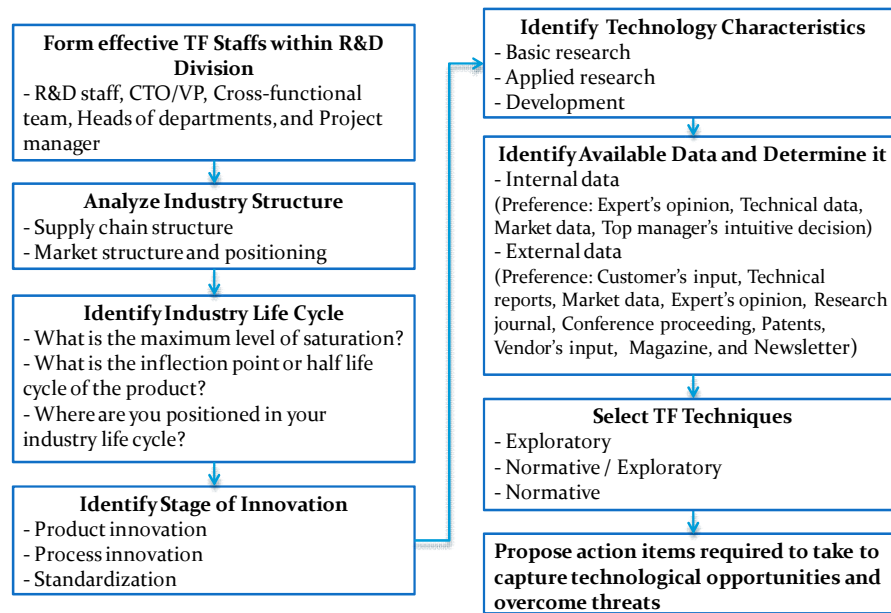 Form effective TF Staffs within R&D
Division
- R&D staff, CTO/VP, Cross-functional
team, Heads of departments, and Project
manager
Analyze Industry Structure
- Supply chain structure
- Market structure and positioning
Identify Industry Life Cycle
- What is the maximum level of saturation?
- What is the inflection point or half life
cycle of the product?
- Where are you positioned in your
industry life cycle?
Identify Stage of Innovation
- Product innovation
- Process innovation
- Standardization
Identify Technology Characteristics
- Basic research
- Applied research
- Development
Identify Available Data and Determine it
- Internal data
(Preference: Expert's opinion, Technical data,
Market data, Top manager's intuitive decision)
- External data
(Preference: Customer's input, Technical
reports, Market data, Expert's opinion, Research
journal, Conference proceeding, Patents,
Vendor's input, Magazine, and Newsletter)
Select TF Techniques
- Exploratory
- Normative / Exploratory
- Normative
Propose action items required to take to
capture technological opportunities and
overcome threats